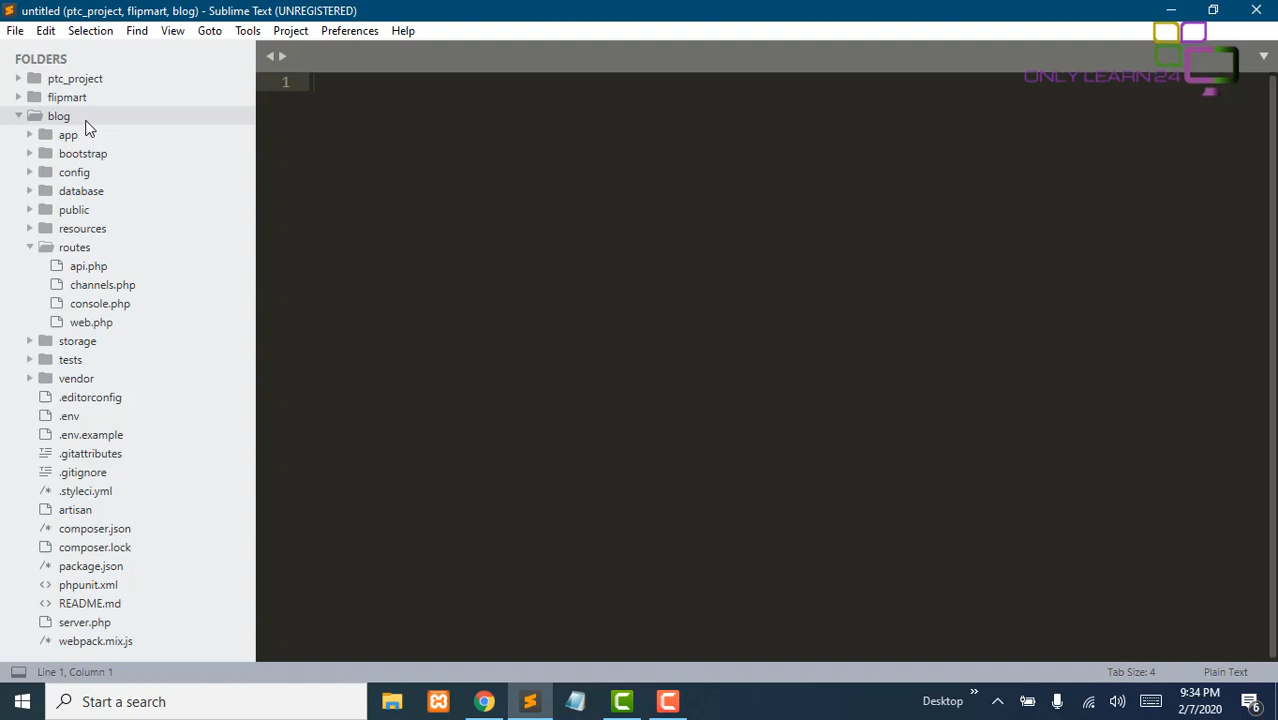 untitled (ptc_project, flipmart, blog) - Sublime Text (UNREGISTERED)
File Edit Selection Find View Goto Tools Project Preferences Help
ONLY LEARN 24
FOLDERS
ptc_project
flipmart
blog
app
bootstrap
config
database
public
resources
routes
api.php
channels.php
console.php
web.php
storage
tests
vendor
.editorconfig
.env
.env.example
.gitattributes
.gitignore
/* .styleci.yml
artisan
/* composer.json
composer.lock
/* package.json
<> phpunit.xml
<> README.md
server.php
/* webpack.mix.js
1
Line 1, Column 1
Tab Size: 4
Plain Text
Start a search
Desktop
9:34 PM
2/7/2020
6